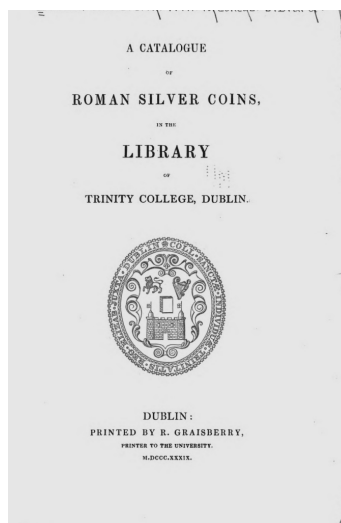 A CATALOGUE
OF
ROMAN SILVER COINS,
IN THE
LIBRARY
OF
TRINITY COLLEGE, DUBLIN.
DUBLIN:
PRINTED BY R. GRAISBERRY,
PRINTER TO THE UNIVERSITY.
M.DCCC.XXXIX.